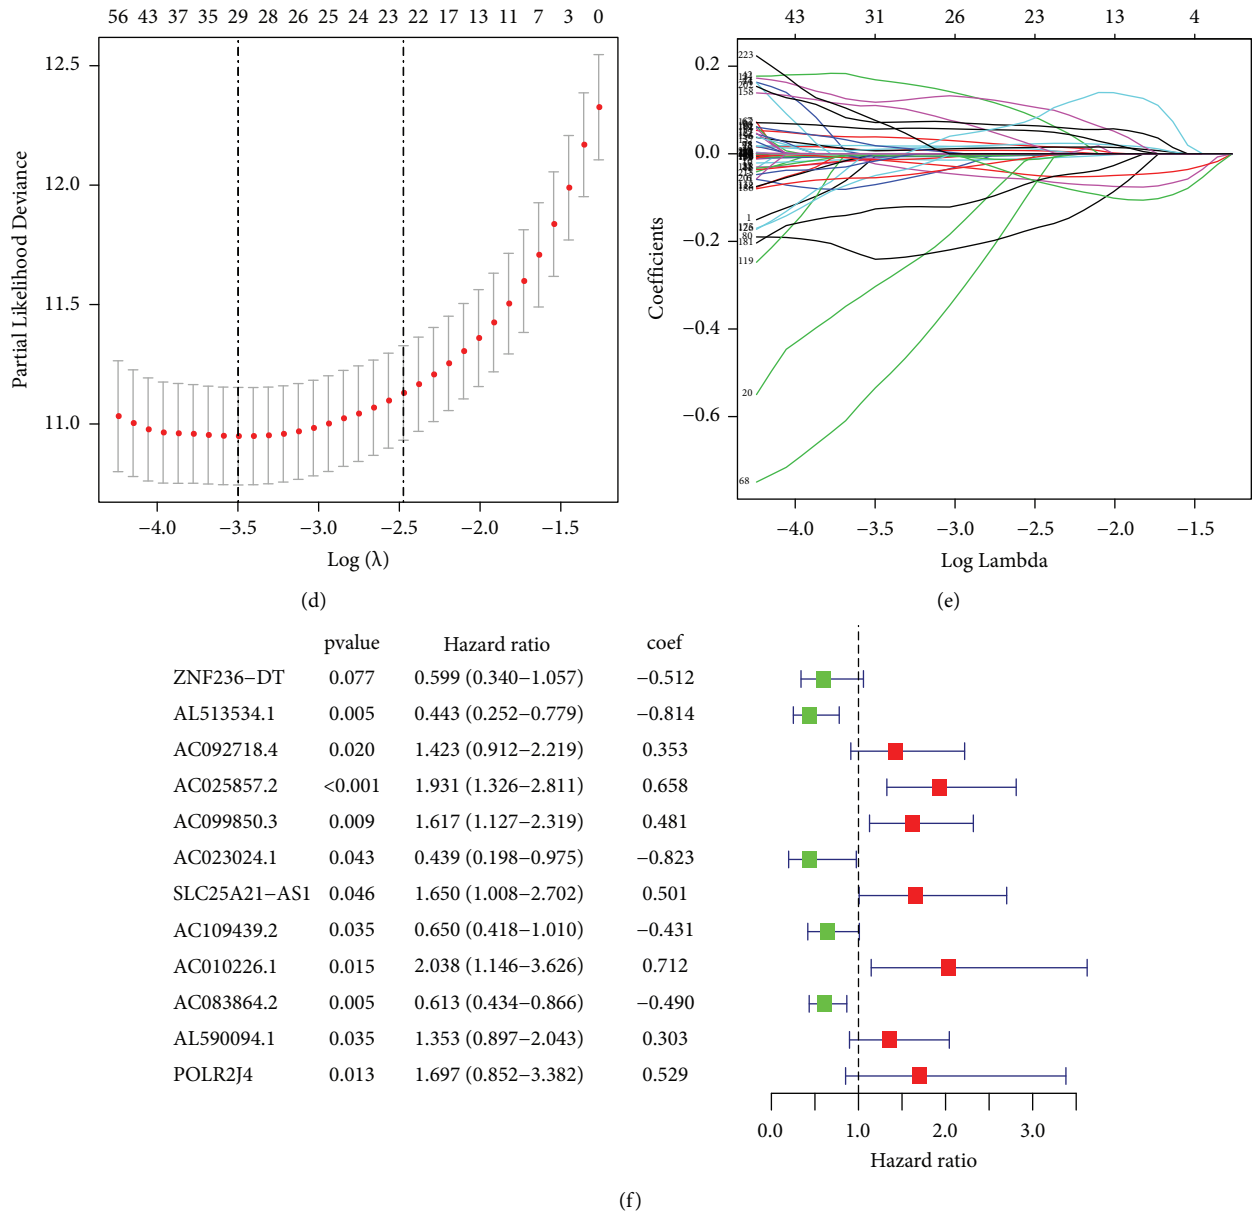 56 43 37 35 29 28 26 25 24 23 22 17 13 11 7 3 0
12.5
12.0
11.5
11.0
Partial Likelihood Deviance
−4.0 −3.5 −3.0 −2.5 −2.0 −1.5
Log (λ)
(d)
43 31 26 23 13 4
0.2
0.0
−0.2
−0.4
−0.6
Coefficients
223
158
1
80
181
119
20
68
−4.0 −3.5 −3.0 −2.5 −2.0 −1.5
Log Lambda
(e)
pvalue Hazard ratio coef
ZNF236−DT 0.077 0.599 (0.340−1.057) −0.512
AL513534.1 0.005 0.443 (0.252−0.779) −0.814
AC092718.4 0.020 1.423 (0.912−2.219) 0.353
AC025857.2 <0.001 1.931 (1.326−2.811) 0.658
AC099850.3 0.009 1.617 (1.127−2.319) 0.481
AC023024.1 0.043 0.439 (0.198−0.975) −0.823
SLC25A21−AS1 0.046 1.650 (1.008−2.702) 0.501
AC109439.2 0.035 0.650 (0.418−1.010) −0.431
AC010226.1 0.015 2.038 (1.146−3.626) 0.712
AC083864.2 0.005 0.613 (0.434−0.866) −0.490
AL590094.1 0.035 1.353 (0.897−2.043) 0.303
POLR2J4 0.013 1.697 (0.852−3.382) 0.529
0.0 1.0 2.0 3.0
Hazard ratio
(f)